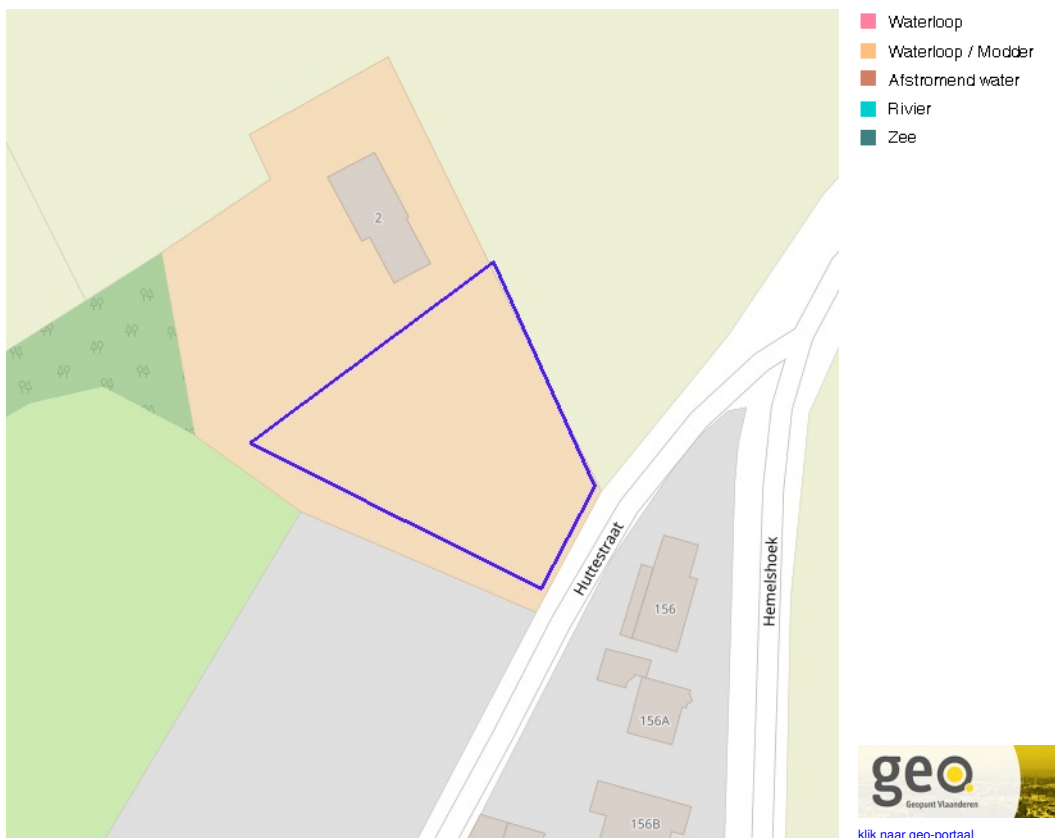 Waterloop
Waterloop / Modder
Afstromend water
Rivier
Zee
2
Huttestraat
Hemelshoek
156
156A
156B
geo.
Geopunt Vlaanderen
klik naar geo-portaal